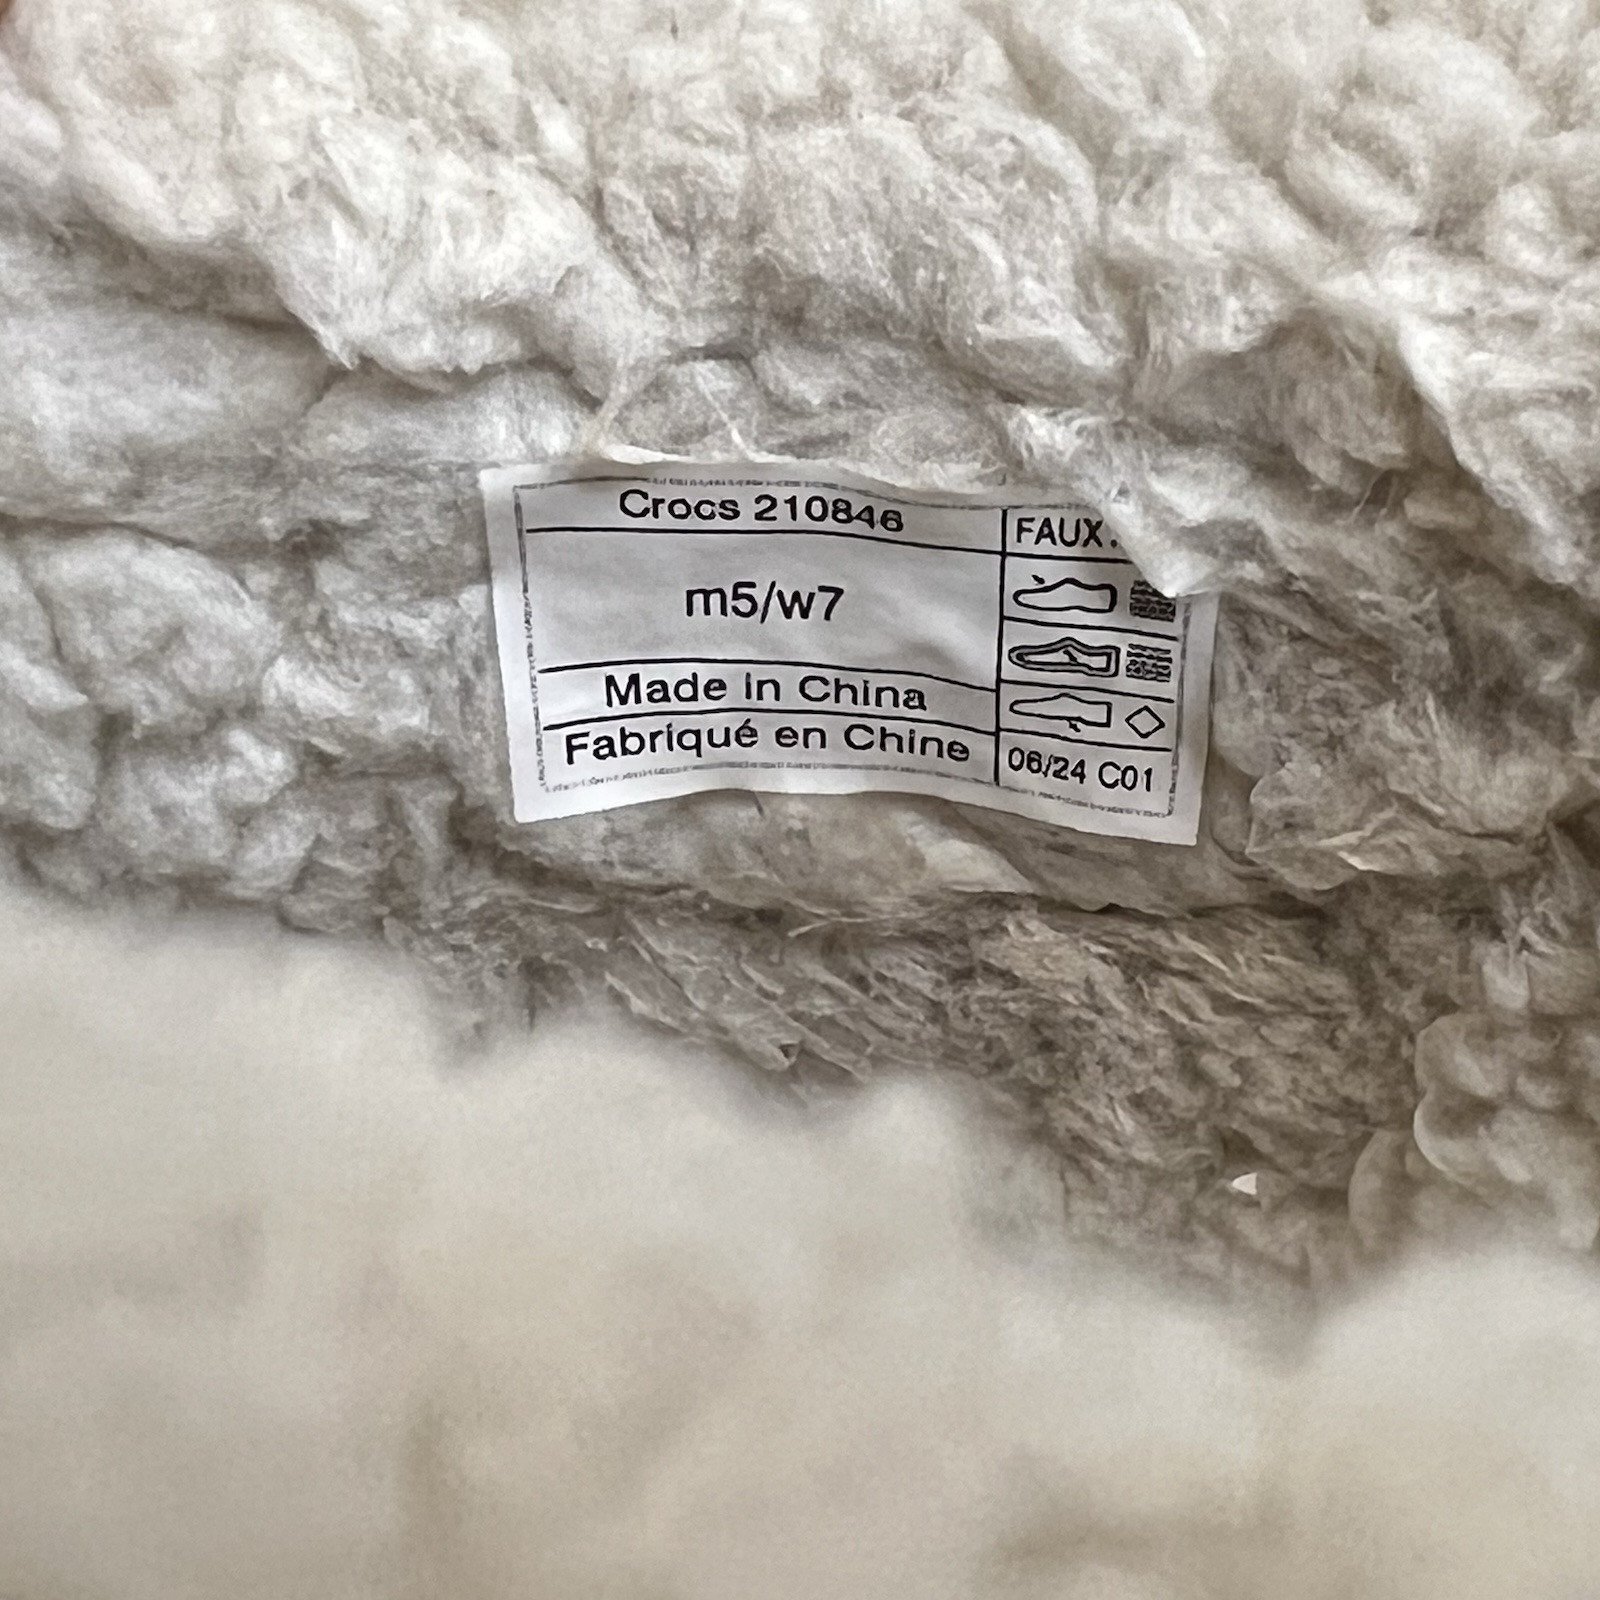 Crocs 210846
FAUX.
m5/w7
Made in China
Fabriqué en Chine
06/24 C01